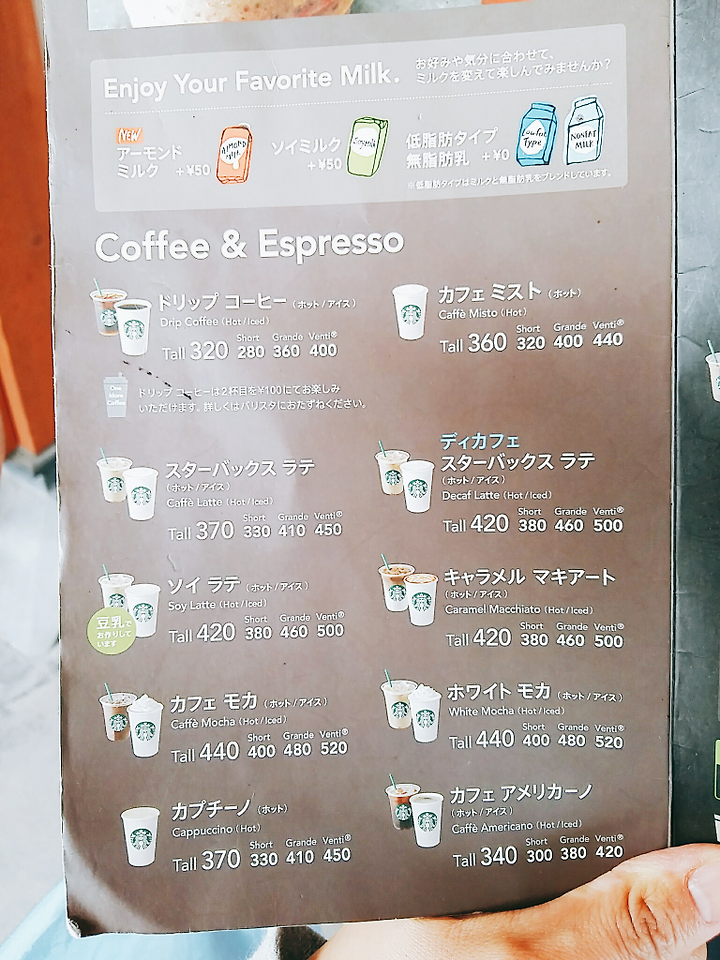 Enjoy Your Favorite Milk.
お好みや気分に合わせて、
ミルクを変えて楽しんでみませんか?
NEW
アーモンド
ミルク +¥50
ALMOND MILK
ソイミルク
+¥50
低脂肪タイプ
無脂肪乳 +¥0
Low Fat Type
NONFAT MILK
※低脂肪タイプはミルクと無脂肪乳をブレンドしています。
Coffee & Espresso
ドリップ コーヒー (ホット / アイス)
Drip Coffee (Hot / Iced)
Short Grande Venti®
Tall 320 280 360 400
One More Coffee
ドリップ コーヒーは2杯目を¥100にてお楽しみ
いただけます。詳しくはバリスタにおたずねください。
カフェ ミスト (ホット)
Caffè Misto (Hot)
Short Grande Venti®
Tall 360 320 400 440
スターバックス ラテ
(ホット / アイス)
Caffè Latte (Hot / Iced)
Short Grande Venti®
Tall 370 330 410 450
ディカフェ
スターバックス ラテ
(ホット / アイス)
Decaf Latte (Hot / Iced)
Short Grande Venti®
Tall 420 380 460 500
ソイ ラテ (ホット / アイス)
Soy Latte (Hot / Iced)
豆乳で
お作りして
います
Short Grande Venti®
Tall 420 380 460 500
キャラメル マキアート
(ホット / アイス)
Caramel Macchiato (Hot / Iced)
Short Grande Venti®
Tall 420 380 460 500
カフェ モカ (ホット / アイス)
Caffè Mocha (Hot / Iced)
Short Grande Venti®
Tall 440 400 480 520
ホワイト モカ (ホット / アイス)
White Mocha (Hot / Iced)
Short Grande Venti®
Tall 440 400 480 520
カプチーノ (ホット)
Cappuccino (Hot)
Short Grande Venti®
Tall 370 330 410 450
カフェ アメリカーノ
(ホット / アイス)
Caffè Americano (Hot / Iced)
Short Grande Venti®
Tall 340 300 380 420